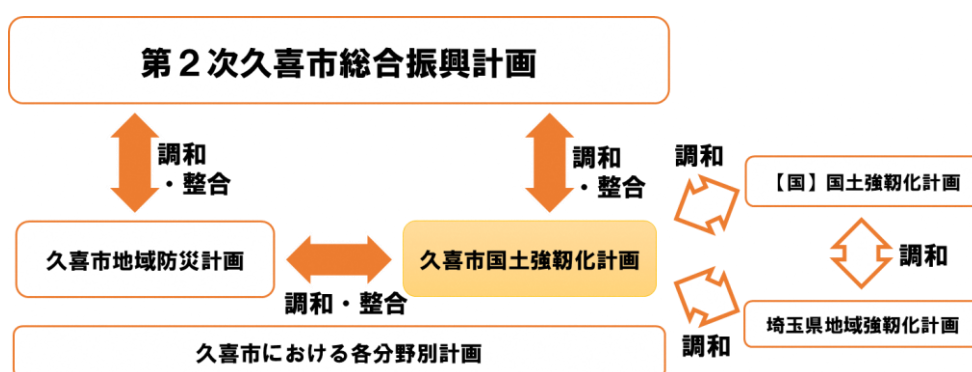 第２次久喜市総合振興計画
調和
・整合
調和
・整合
調和
【国】国土強靭化計画
久喜市地域防災計画
調和・整合
久喜市国土強靭化計画
調和
調和
埼玉県地域強靭化計画
久喜市における各分野別計画